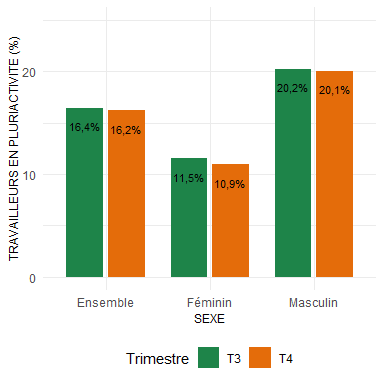 TRAVAILLEURS EN PLURIACTIVITE (%)
20
10
0
16,4%
16,2%
11,5%
10,9%
20,2%
20,1%
Ensemble
Féminin
Masculin
SEXE
Trimestre
T3
T4